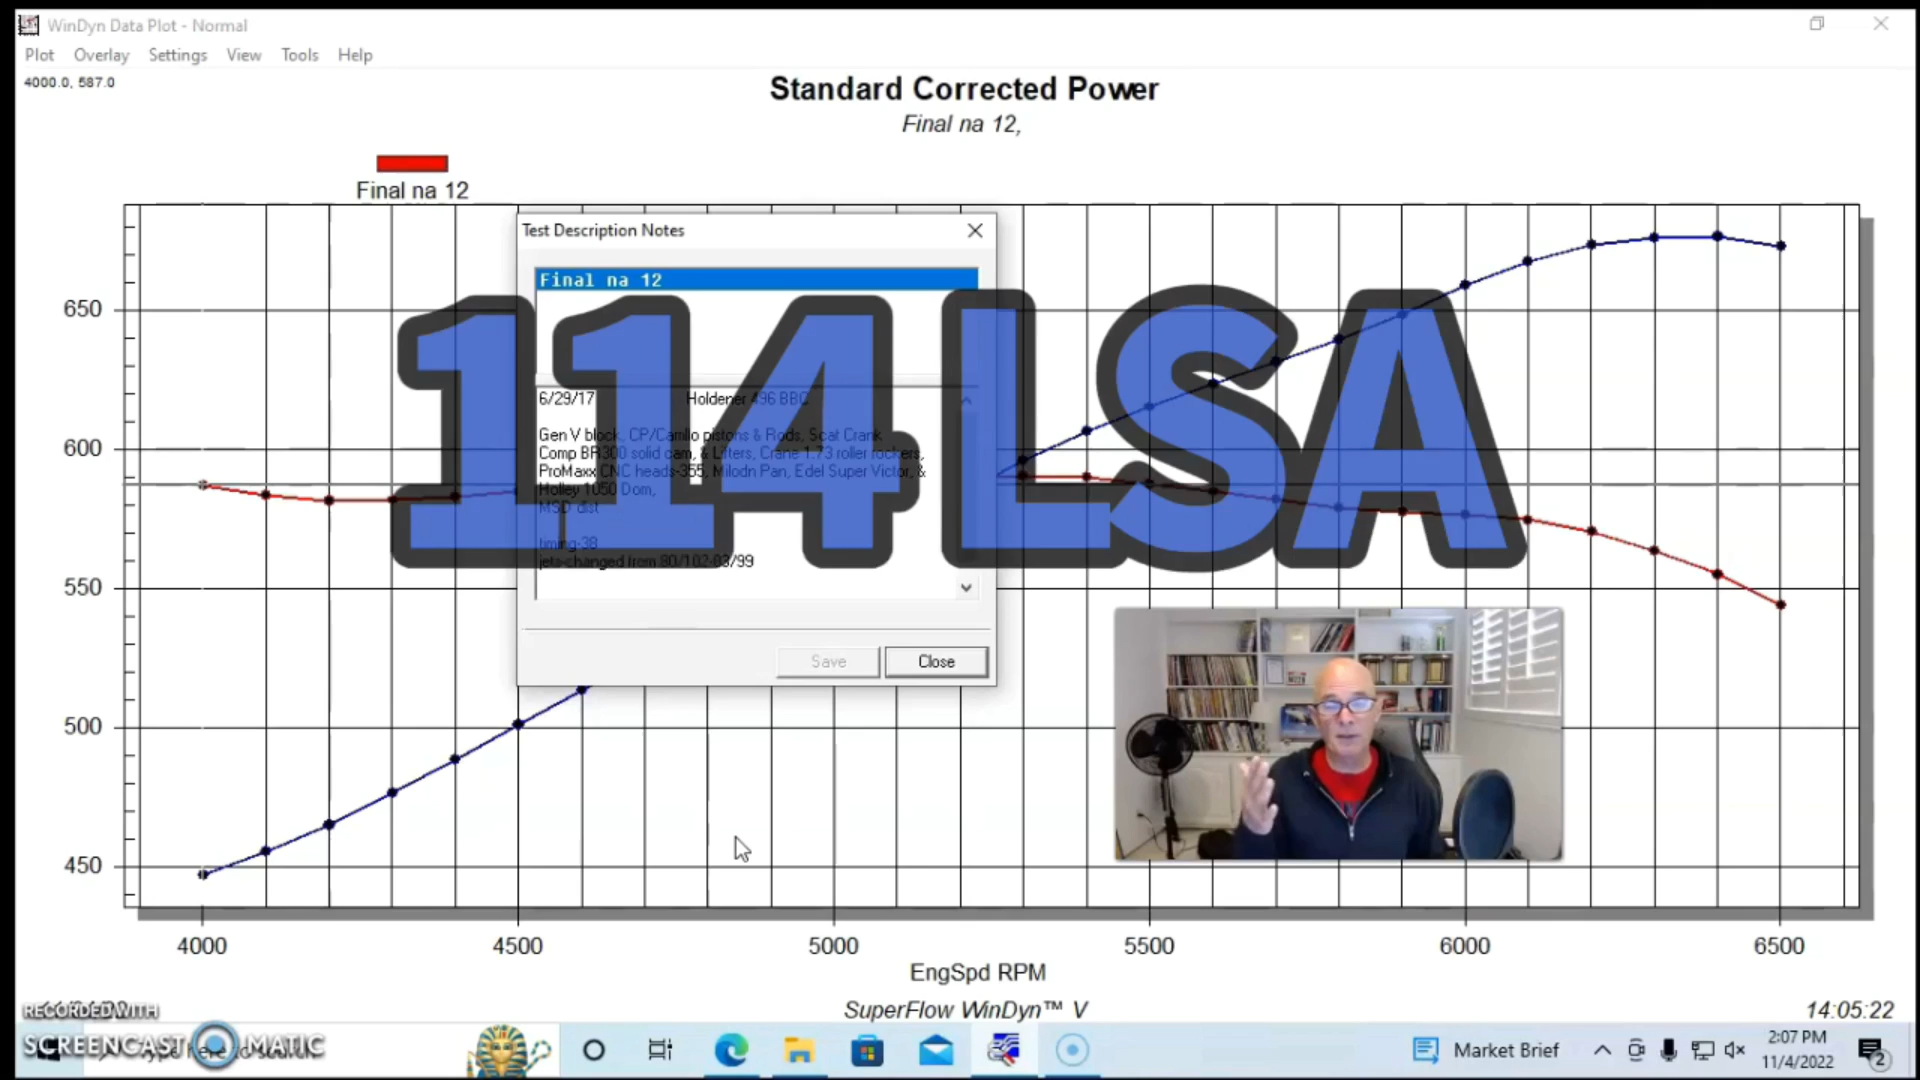 WinDyn Data Plot - Normal
Plot Overlay Settings View Tools Help
4000.0, 587.0
Standard Corrected Power
Final na 12,
Final na 12
Test Description Notes
Final na 12
114 LSA
6/29/17 Holdener 496 BBC
Gen V block, CP/Carrillo pistons & Rods, Scat Crank
Comp BR300 solid cam, & Lifters, Crane 1.73 roller rockers,
ProMaxx CNC heads-355, Milodn Pan, Edel Super Victor, &
Holley 1050 Dom,
MSD dist
timing-38
jets-changed from 80/102-83/99
Save Close
650
600
550
500
450
4000 4500 5000 5500 6000 6500
EngSpd RPM
SuperFlow WinDyn™ V
14:05:22
RECORDED WITH
SCREENCAST MATIC
Market Brief
2:07 PM
11/4/2022
2